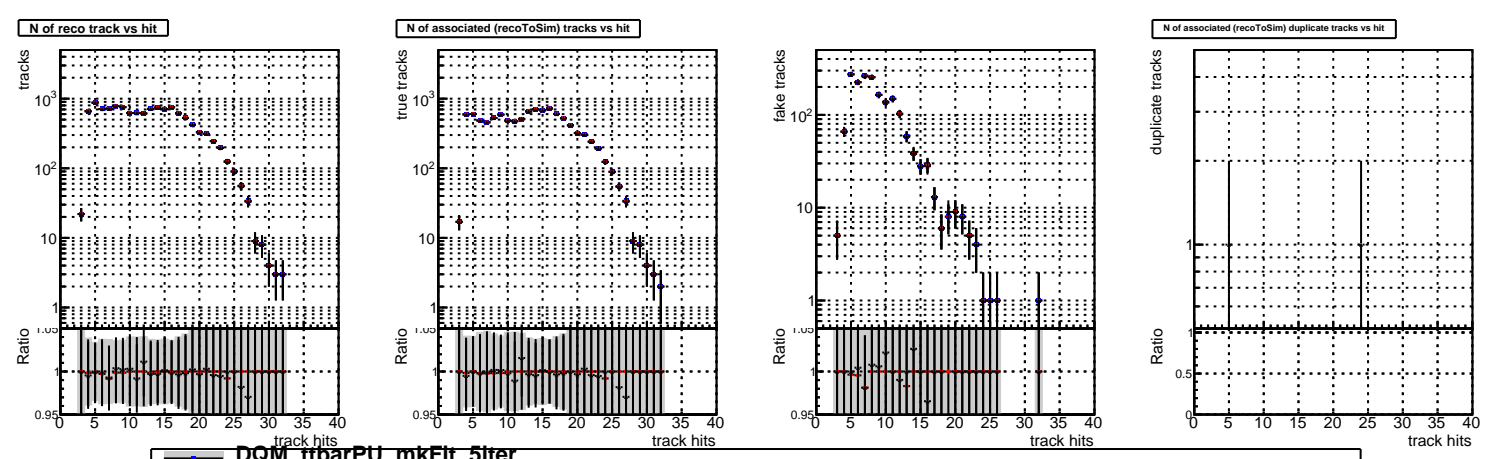 N of reco track vs hit
tracks
10³
10²
10
1
Ratio
1.05
1
0.95
0 5 10 15 20 25 30 35 40
track hits
N of associated (recoToSim) tracks vs hit
true tracks
10³
10²
10
1
Ratio
1.05
1
0.95
0 5 10 15 20 25 30 35 40
track hits
fake tracks
10²
10
1
Ratio
1.05
1
0.95
0 5 10 15 20 25 30 35 40
track hits
N of associated (recoToSim) duplicate tracks vs hit
duplicate tracks
1
Ratio
1
0.5
0
0 5 10 15 20 25 30 35 40
track hits
DQM_ttbarPU_mkFit_5iter